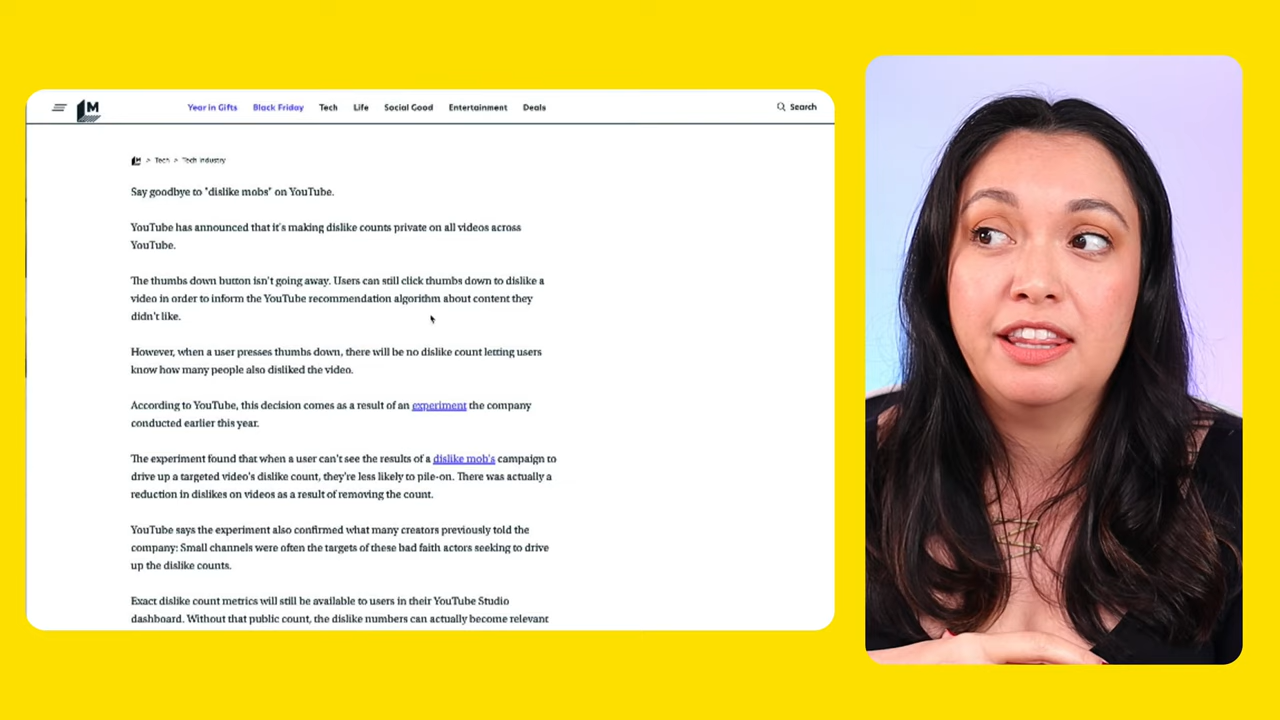 M
Year in Gifts Black Friday Tech Life Social Good Entertainment Deals Search
M > Tech > Tech Industry
Say goodbye to "dislike mobs" on YouTube.
YouTube has announced that it's making dislike counts private on all videos across
YouTube.
The thumbs down button isn't going away. Users can still click thumbs down to dislike a
video in order to inform the YouTube recommendation algorithm about content they
didn't like.
However, when a user presses thumbs down, there will be no dislike count letting users
know how many people also disliked the video.
According to YouTube, this decision comes as a result of an experiment the company
conducted earlier this year.
The experiment found that when a user can't see the results of a dislike mob's campaign to
drive up a targeted video's dislike count, they're less likely to pile-on. There was actually a
reduction in dislikes on videos as a result of removing the count.
YouTube says the experiment also confirmed what many creators previously told the
company: Small channels were often the targets of these bad faith actors seeking to drive
up the dislike counts.
Exact dislike count metrics will still be available to users in their YouTube Studio
dashboard. Without that public count, the dislike numbers can actually become relevant